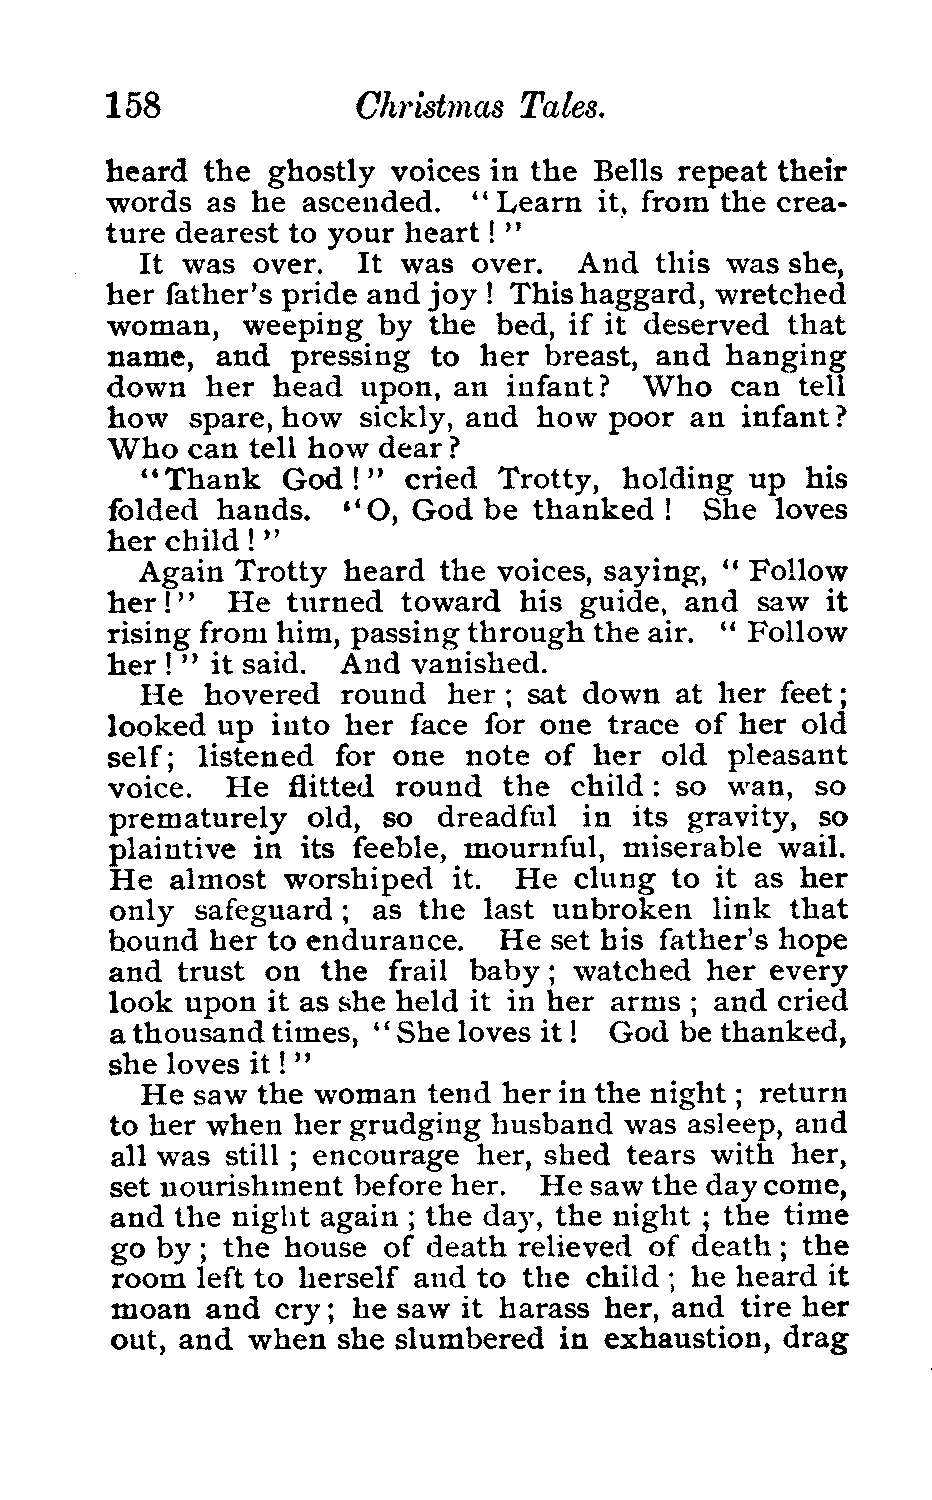 158 Christmas Tales.
heard the ghostly voices in the Bells repeat their
words as he ascended. "Learn it, from the crea-
ture dearest to your heart!"
It was over. It was over. And this was she,
her father's pride and joy! This haggard, wretched
woman, weeping by the bed, if it deserved that
name, and pressing to her breast, and hanging
down her head upon, an infant? Who can tell
how spare, how sickly, and how poor an infant?
Who can tell how dear?
"Thank God!" cried Trotty, holding up his
folded hands. "O, God be thanked! She loves
her child!"
Again Trotty heard the voices, saying, "Follow
her!" He turned toward his guide, and saw it
rising from him, passing through the air. "Follow
her!" it said. And vanished.
He hovered round her; sat down at her feet;
looked up into her face for one trace of her old
self; listened for one note of her old pleasant
voice. He flitted round the child: so wan, so
prematurely old, so dreadful in its gravity, so
plaintive in its feeble, mournful, miserable wail.
He almost worshiped it. He clung to it as her
only safeguard; as the last unbroken link that
bound her to endurance. He set his father's hope
and trust on the frail baby; watched her every
look upon it as she held it in her arms; and cried
a thousand times, "She loves it! God be thanked,
she loves it!"
He saw the woman tend her in the night; return
to her when her grudging husband was asleep, and
all was still; encourage her, shed tears with her,
set nourishment before her. He saw the day come,
and the night again; the day, the night; the time
go by; the house of death relieved of death; the
room left to herself and to the child; he heard it
moan and cry; he saw it harass her, and tire her
out, and when she slumbered in exhaustion, drag